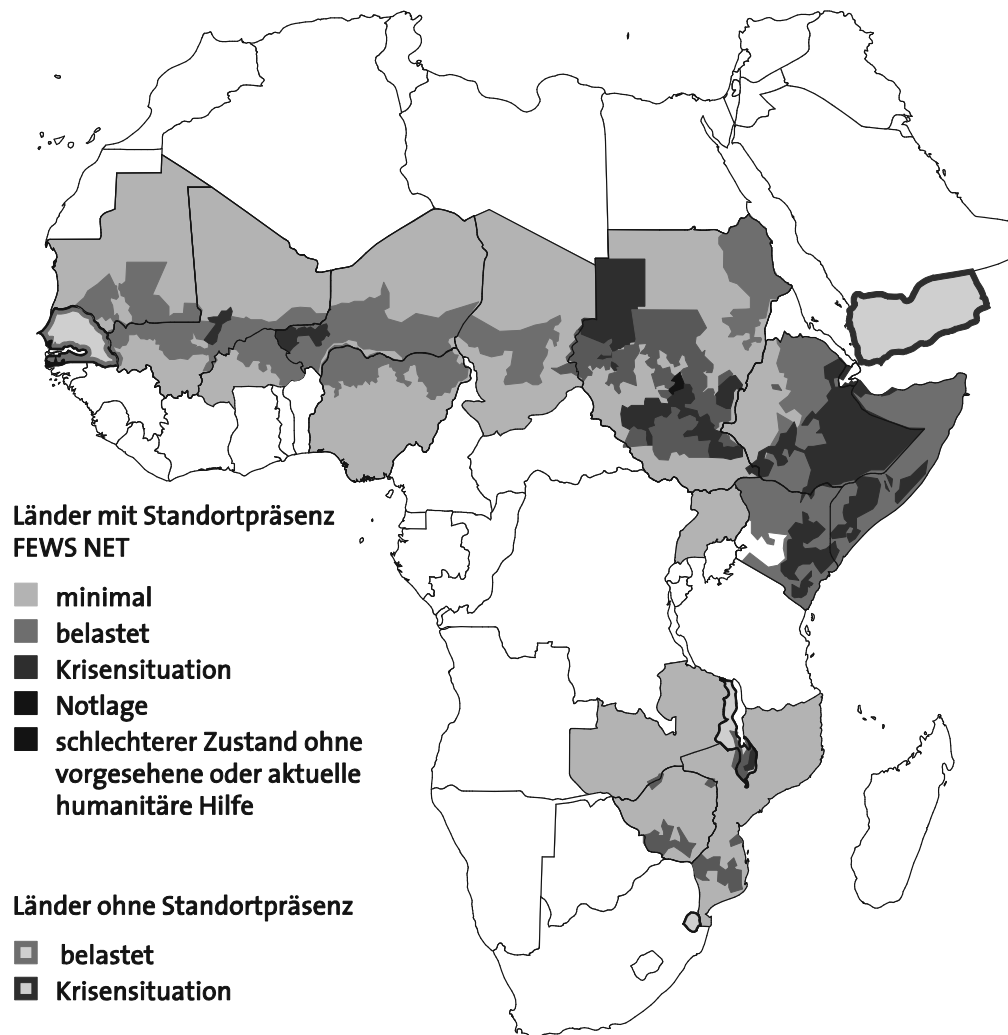 Länder mit Standortpräsenz
FEWS NET
minimal
belastet
Krisensituation
Notlage
schlechterer Zustand ohne
vorgesehene oder aktuelle
humanitäre Hilfe
Länder ohne Standortpräsenz
belastet
Krisensituation